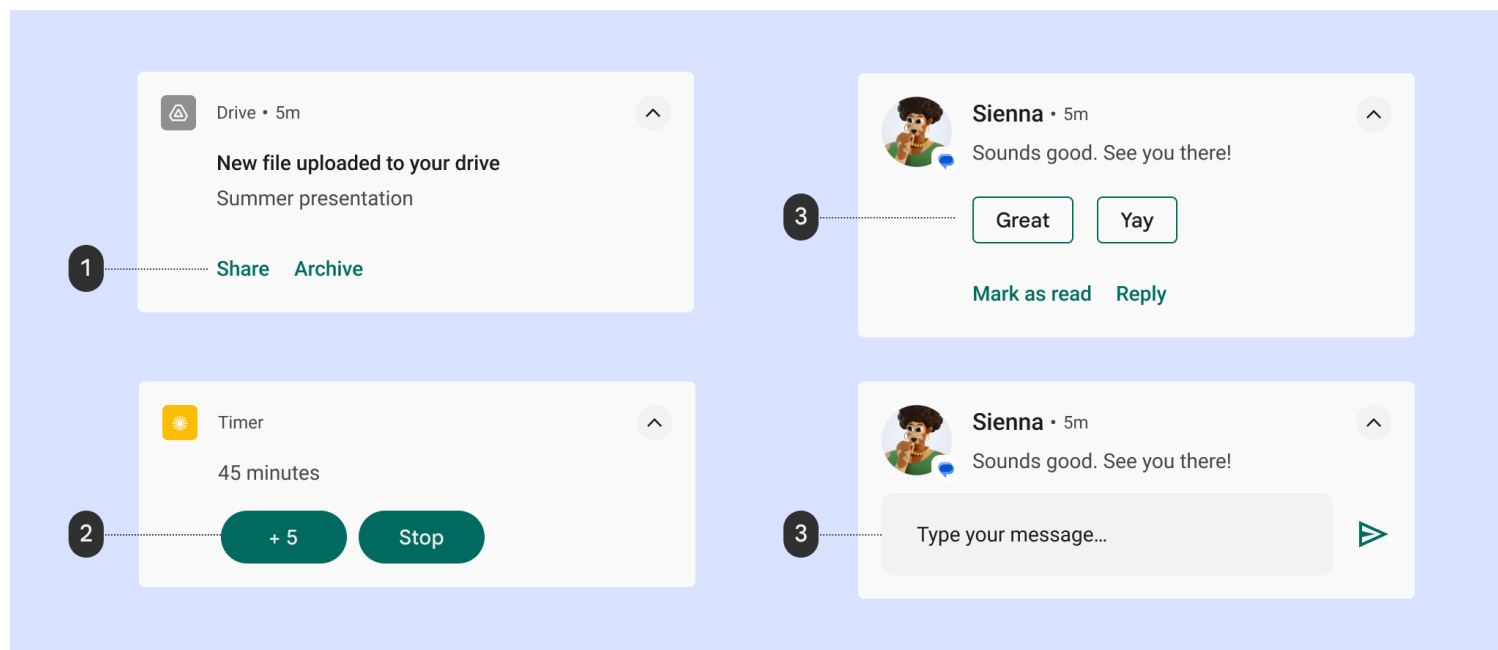 Drive • 5m
New file uploaded to your drive
Summer presentation
1
Share Archive
Timer
45 minutes
2
+ 5 Stop
Sienna • 5m
Sounds good. See you there!
3
Great Yay
Mark as read Reply
Sienna • 5m
Sounds good. See you there!
3
Type your message...